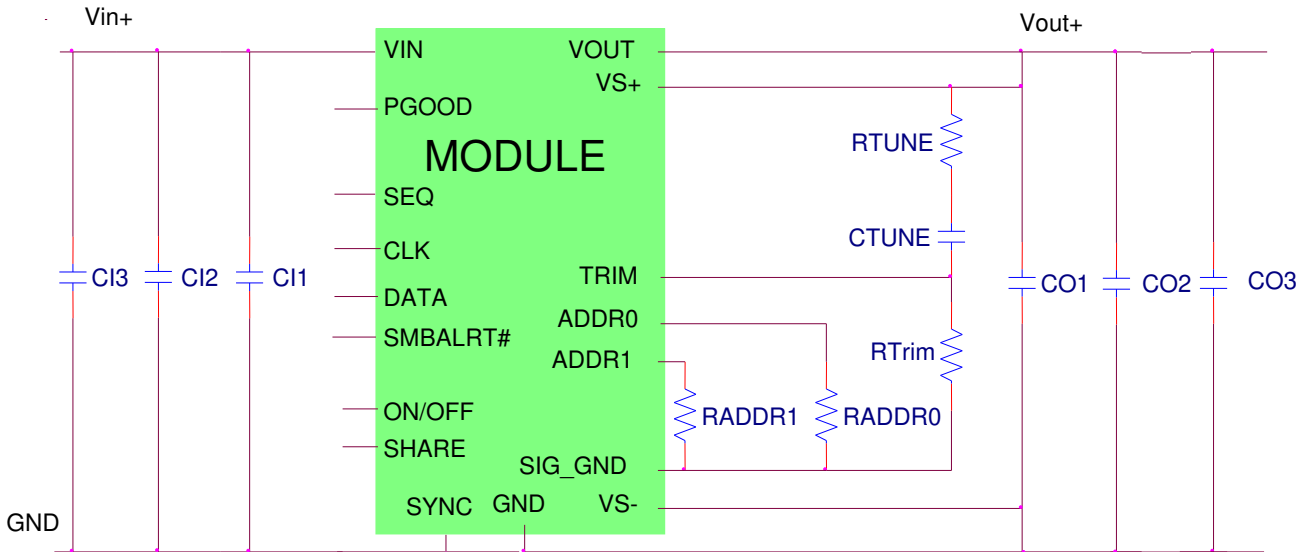 Vin+
Vout+
VIN
VOUT
VS+
PGOOD
MODULE
RTUNE
SEQ
CTUNE
CLK
CI3
CI2
CI1
TRIM
CO1
CO2
CO3
DATA
ADDR0
SMBALRT#
ADDR1
RTrim
ON/OFF
RADDR1
RADDR0
SHARE
SIG_GND
SYNC
GND
VS-
GND